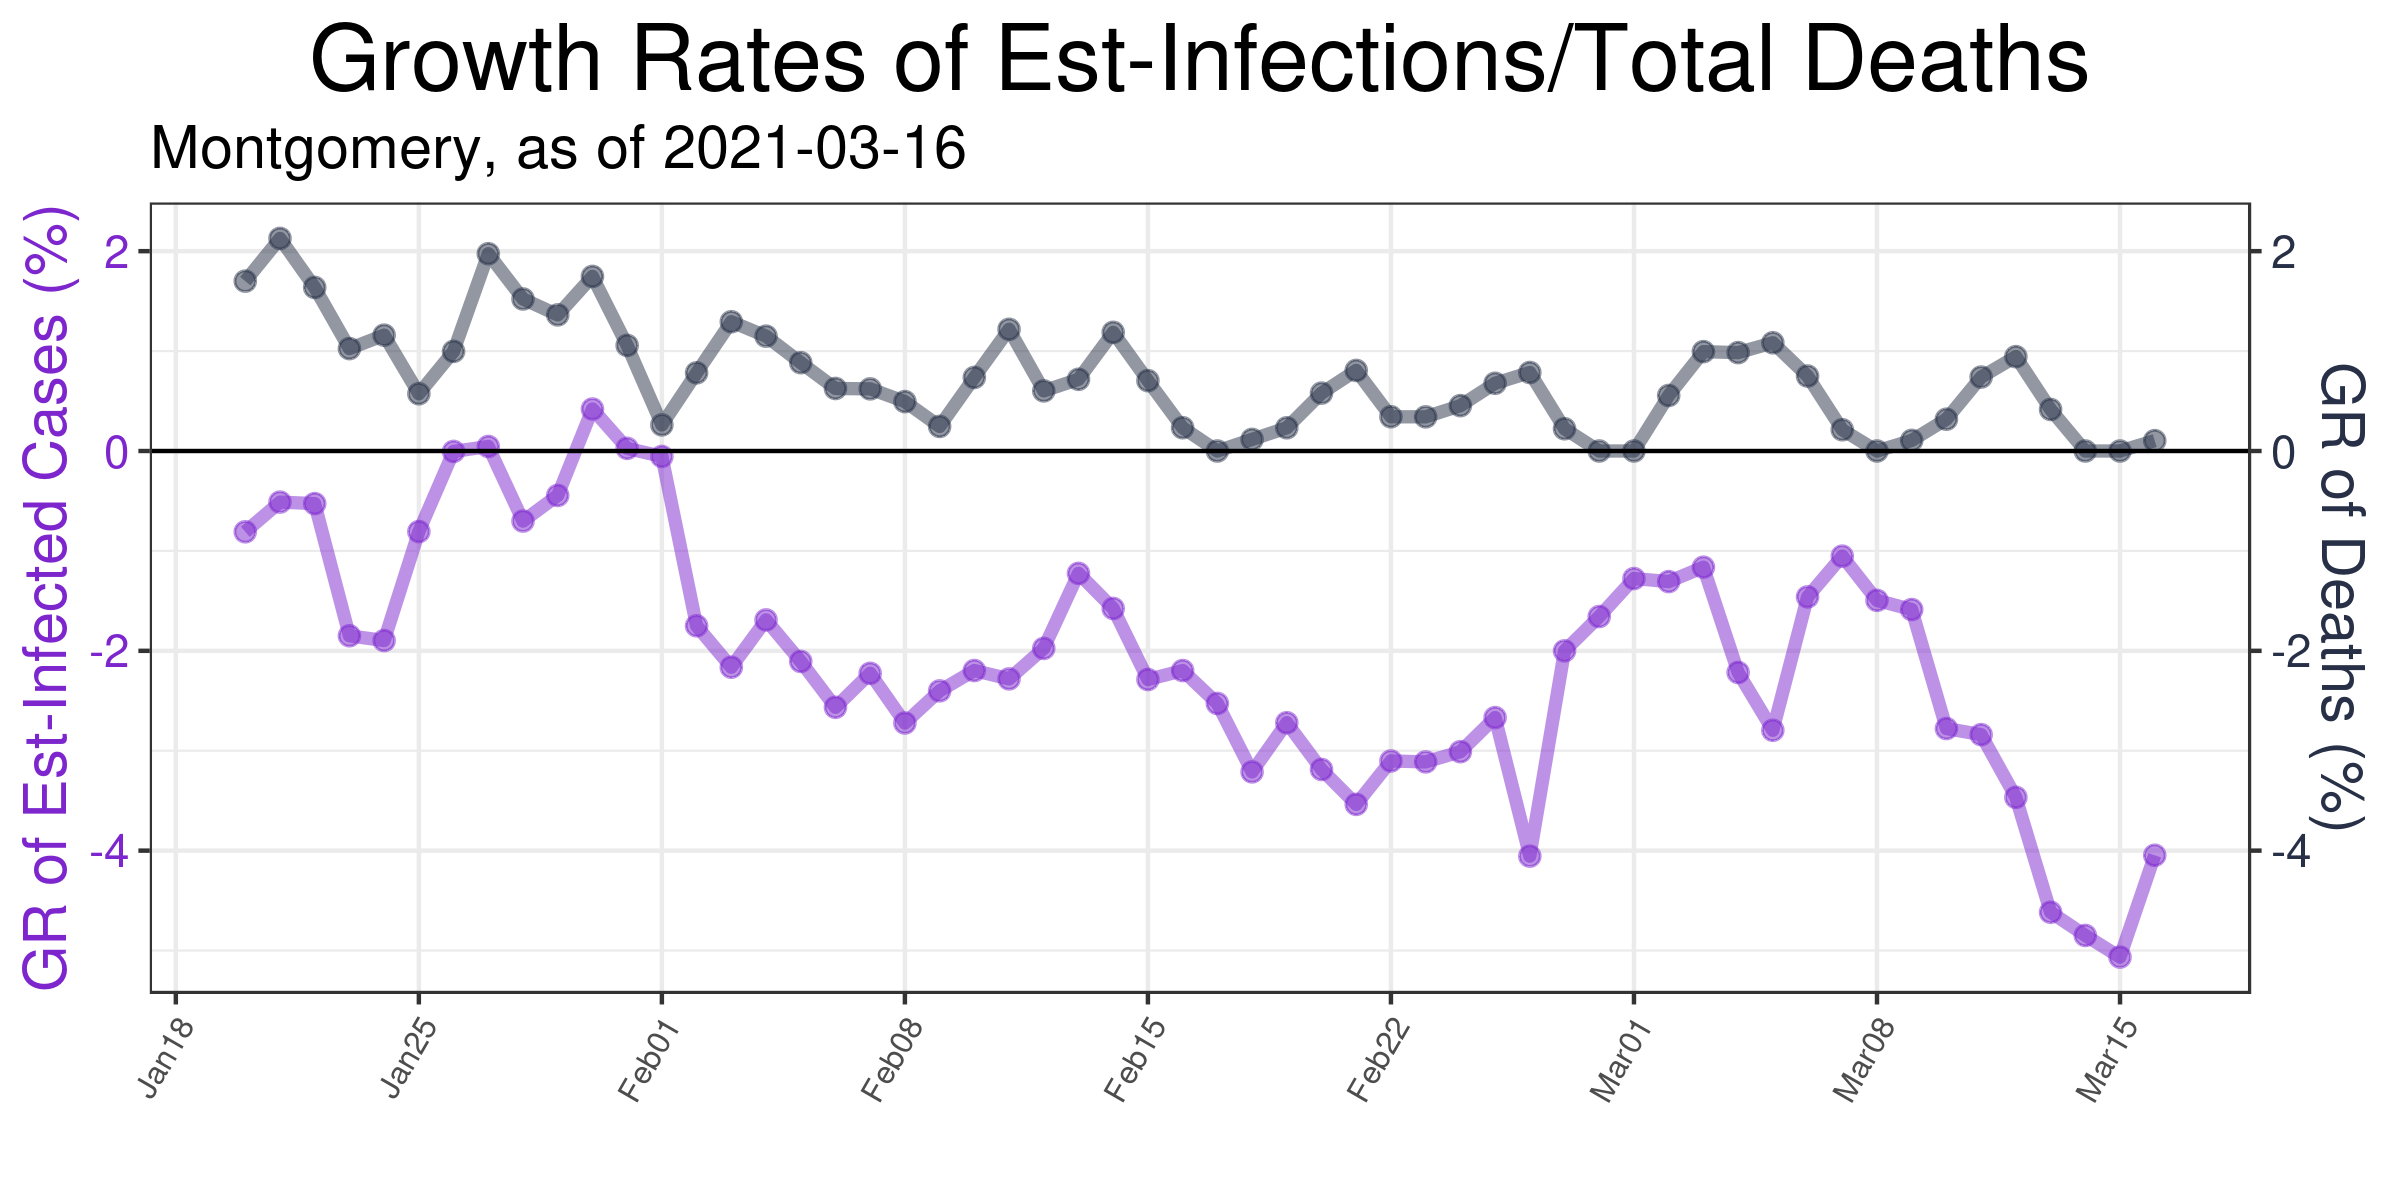 Growth Rates of Est-Infections/Total Deaths
Montgomery, as of 2021-03-16
GR of Est-Infected Cases (%)
2
0
-2
-4
2
0
-2
-4
GR of Deaths (%)
Jan18
Jan25
Feb01
Feb08
Feb15
Feb22
Mar01
Mar08
Mar15